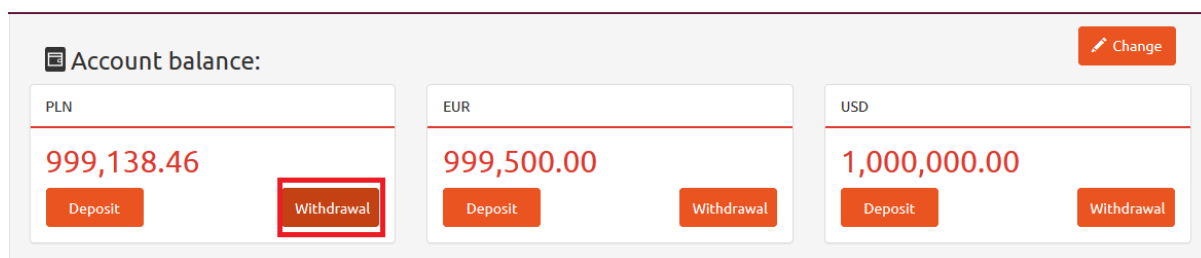 Account balance:
Change
PLN
999,138.46
Deposit
Withdrawal
EUR
999,500.00
Deposit
Withdrawal
USD
1,000,000.00
Deposit
Withdrawal